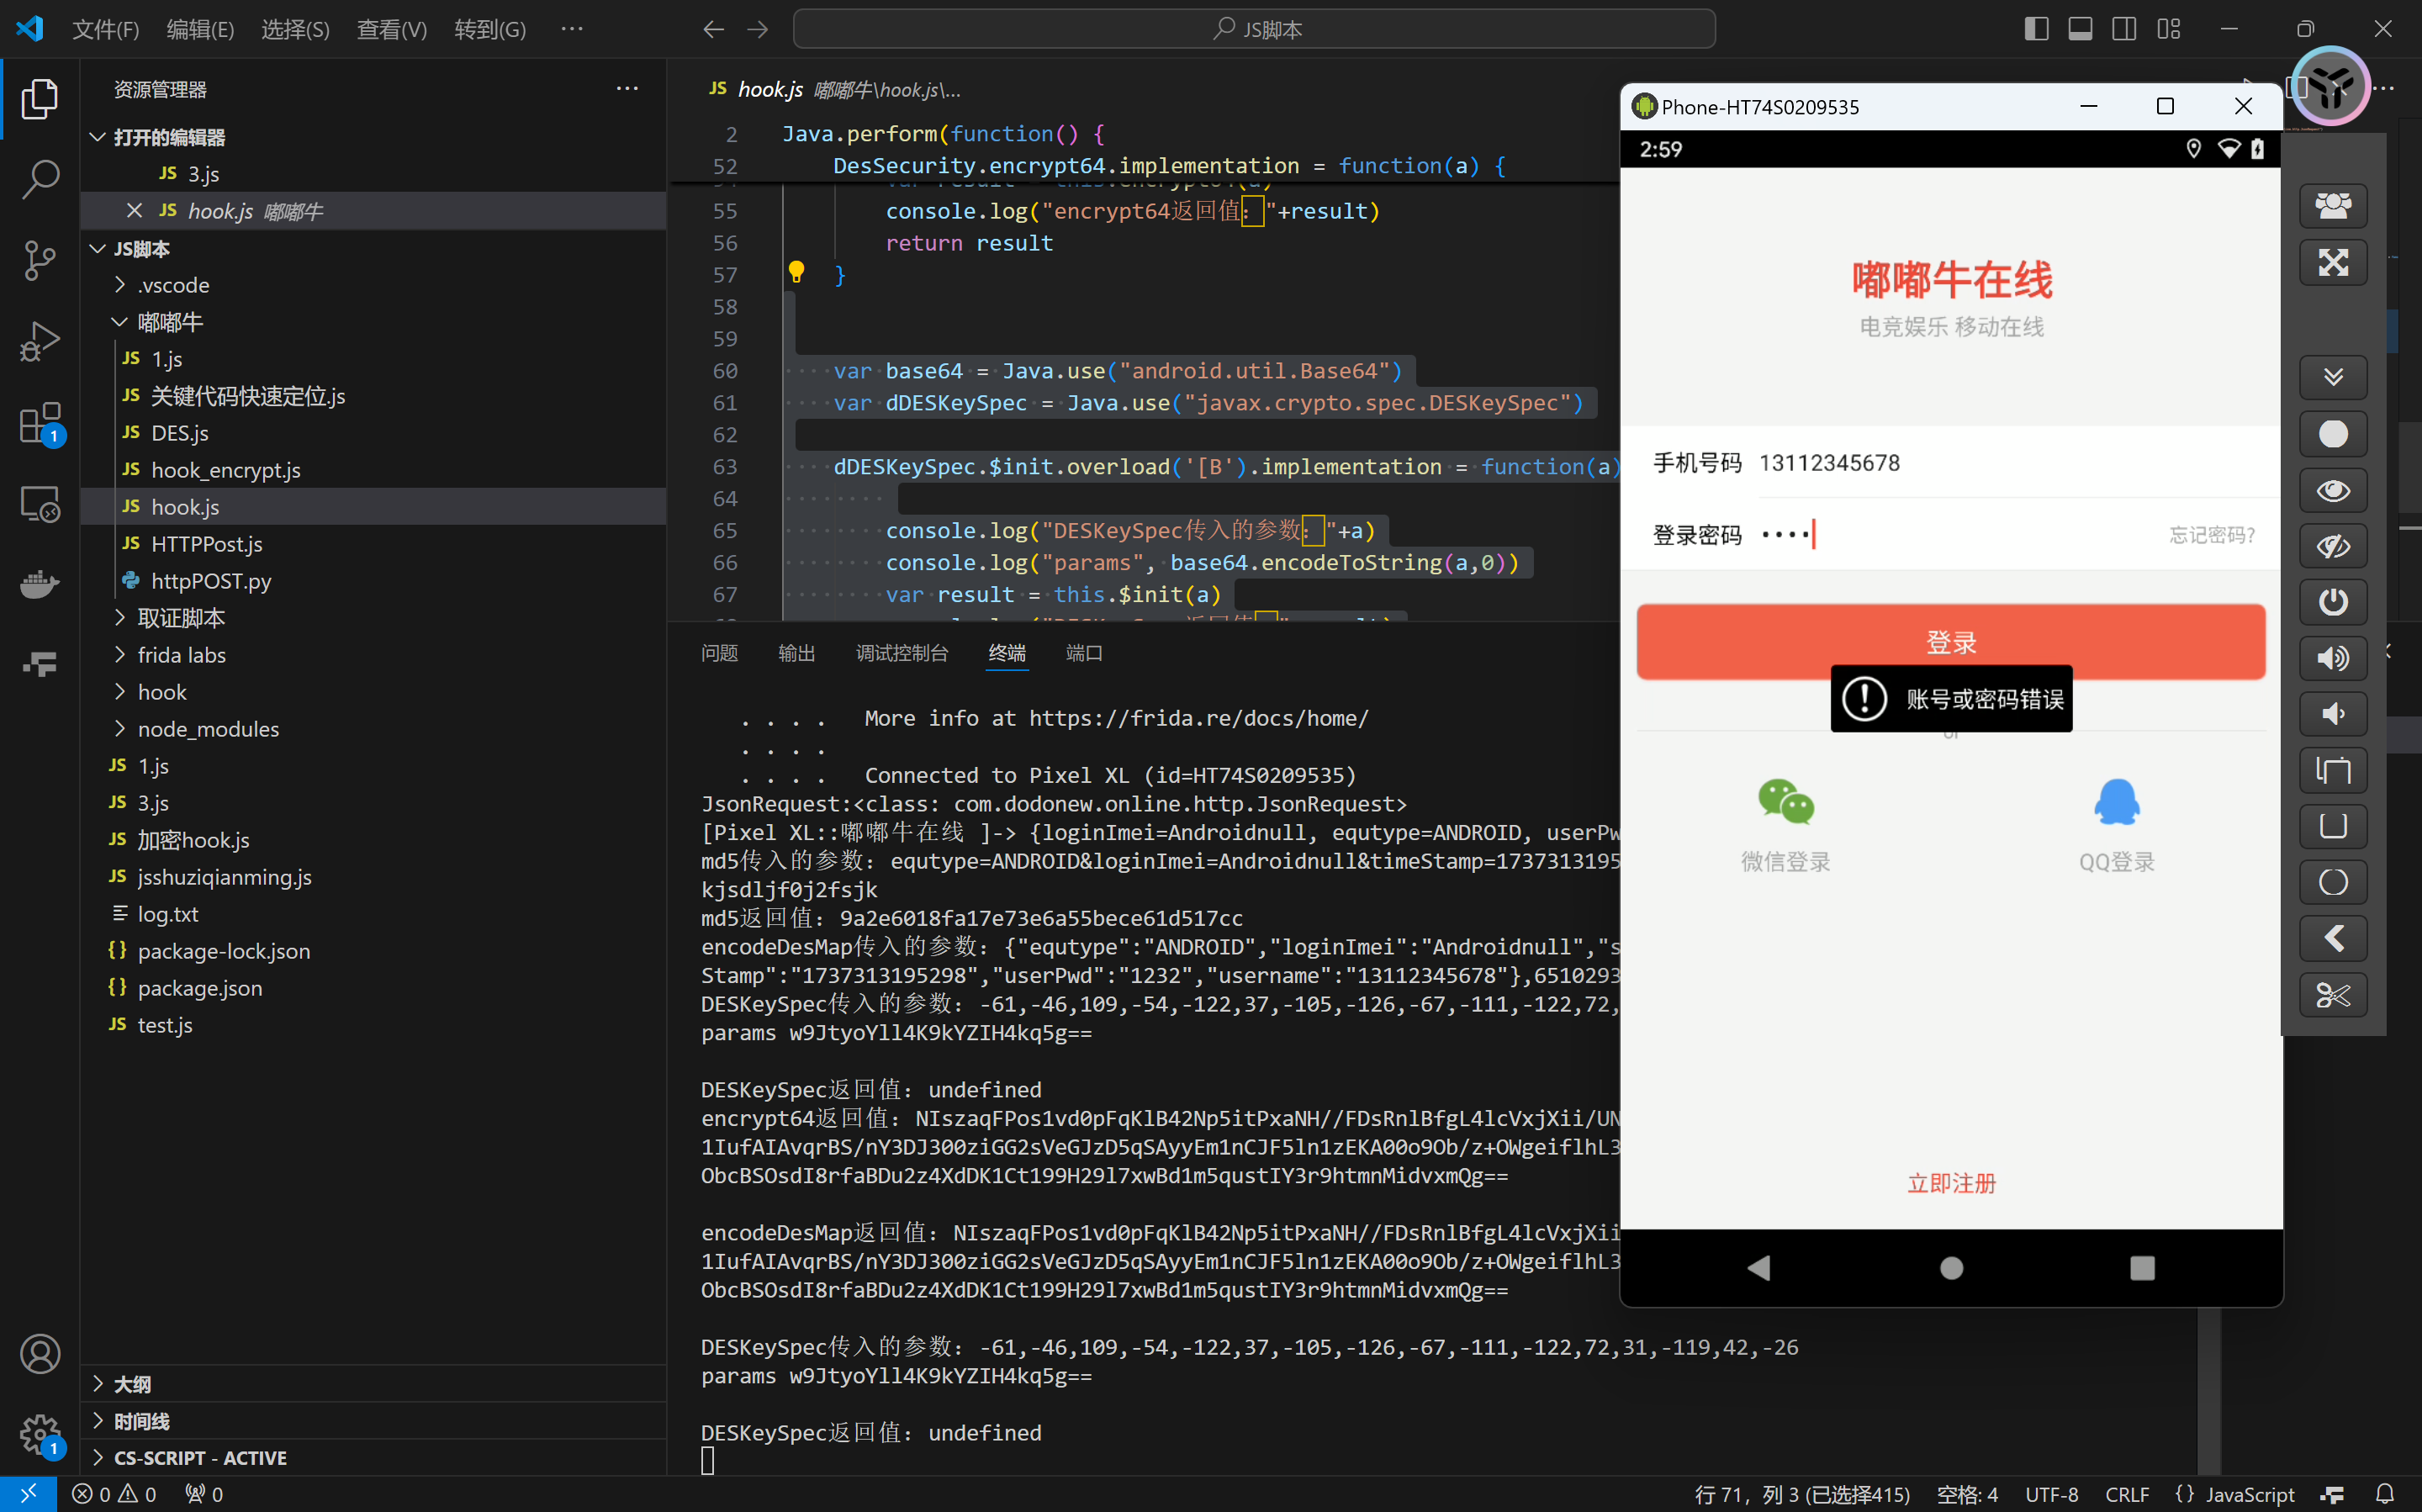 文件(F) 编辑(E) 选择(S) 查看(V) 转到(G) ···
JS脚本
资源管理器
打开的编辑器
JS 3.js
JS hook.js 嘟嘟牛
JS脚本
.vscode
嘟嘟牛
JS 1.js
JS 关键代码快速定位.js
JS DES.js
JS hook_encrypt.js
JS hook.js
JS HTTPPost.js
httpPOST.py
取证脚本
frida labs
hook
node_modules
JS 1.js
JS 3.js
JS 加密hook.js
JS jsshuziqianming.js
log.txt
{} package-lock.json
{} package.json
JS test.js
大纲
时间线
CS-SCRIPT - ACTIVE
1
1
JS hook.js 嘟嘟牛\hook.js\...
2 Java.perform(function() {
52 DesSecurity.encrypt64.implementation = function(a) {
55 console.log("encrypt64返回值："+result)
56 return result
57 }
58
59
60 var base64 = Java.use("android.util.Base64")
61 var dDESKeySpec = Java.use("javax.crypto.spec.DESKeySpec")
62
63 dDESKeySpec.$init.overload('[B').implementation = function(a)
64
65 console.log("DESKeySpec传入的参数："+a)
66 console.log("params", base64.encodeToString(a,0))
67 var result = this.$init(a)
问题 输出 调试控制台 终端 端口
. . . . More info at https://frida.re/docs/home/
. . . .
. . . . Connected to Pixel XL (id=HT74S0209535)
JsonRequest:<class: com.dodonew.online.http.JsonRequest>
[Pixel XL::嘟嘟牛在线 ]-> {loginImei=Androidnull, equtype=ANDROID, userPw
md5传入的参数：equtype=ANDROID&loginImei=Androidnull&timeStamp=1737313195
kjsdljf0j2fsjk
md5返回值：9a2e6018fa17e73e6a55bece61d517cc
encodeDesMap传入的参数：{"equtype":"ANDROID","loginImei":"Androidnull","s
Stamp":"1737313195298","userPwd":"1232","username":"13112345678"},6510293
DESKeySpec传入的参数：-61,-46,109,-54,-122,37,-105,-126,-67,-111,-122,72,
params w9JtyoYll4K9kYZIH4kq5g==
DESKeySpec返回值：undefined
encrypt64返回值：NIszaqFPos1vd0pFqKlB42Np5itPxaNH//FDsRnlBfgL4lcVxjXii/UN
1IufAIAvqrBS/nY3DJ300ziGG2sVeGJzD5qSAyyEm1nCJF5ln1zEKA00o9Ob/z+OWgeiflhL3
ObcBSOsdI8rfaBDu2z4XdDK1Ct199H29l7xwBd1m5qustIY3r9htmnMidvxmQg==
encodeDesMap返回值：NIszaqFPos1vd0pFqKlB42Np5itPxaNH//FDsRnlBfgL4lcVxjXii
1IufAIAvqrBS/nY3DJ300ziGG2sVeGJzD5qSAyyEm1nCJF5ln1zEKA00o9Ob/z+OWgeiflhL3
ObcBSOsdI8rfaBDu2z4XdDK1Ct199H29l7xwBd1m5qustIY3r9htmnMidvxmQg==
DESKeySpec传入的参数：-61,-46,109,-54,-122,37,-105,-126,-67,-111,-122,72,31,-119,42,-26
params w9JtyoYll4K9kYZIH4kq5g==
DESKeySpec返回值：undefined
Phone-HT74S0209535
2:59
嘟嘟牛在线
电竞娱乐 移动在线
手机号码 13112345678
登录密码 ····
忘记密码?
登录
账号或密码错误
微信登录
QQ登录
立即注册
0 0 0
行 71，列 3 (已选择415) 空格: 4 UTF-8 CRLF {} JavaScript